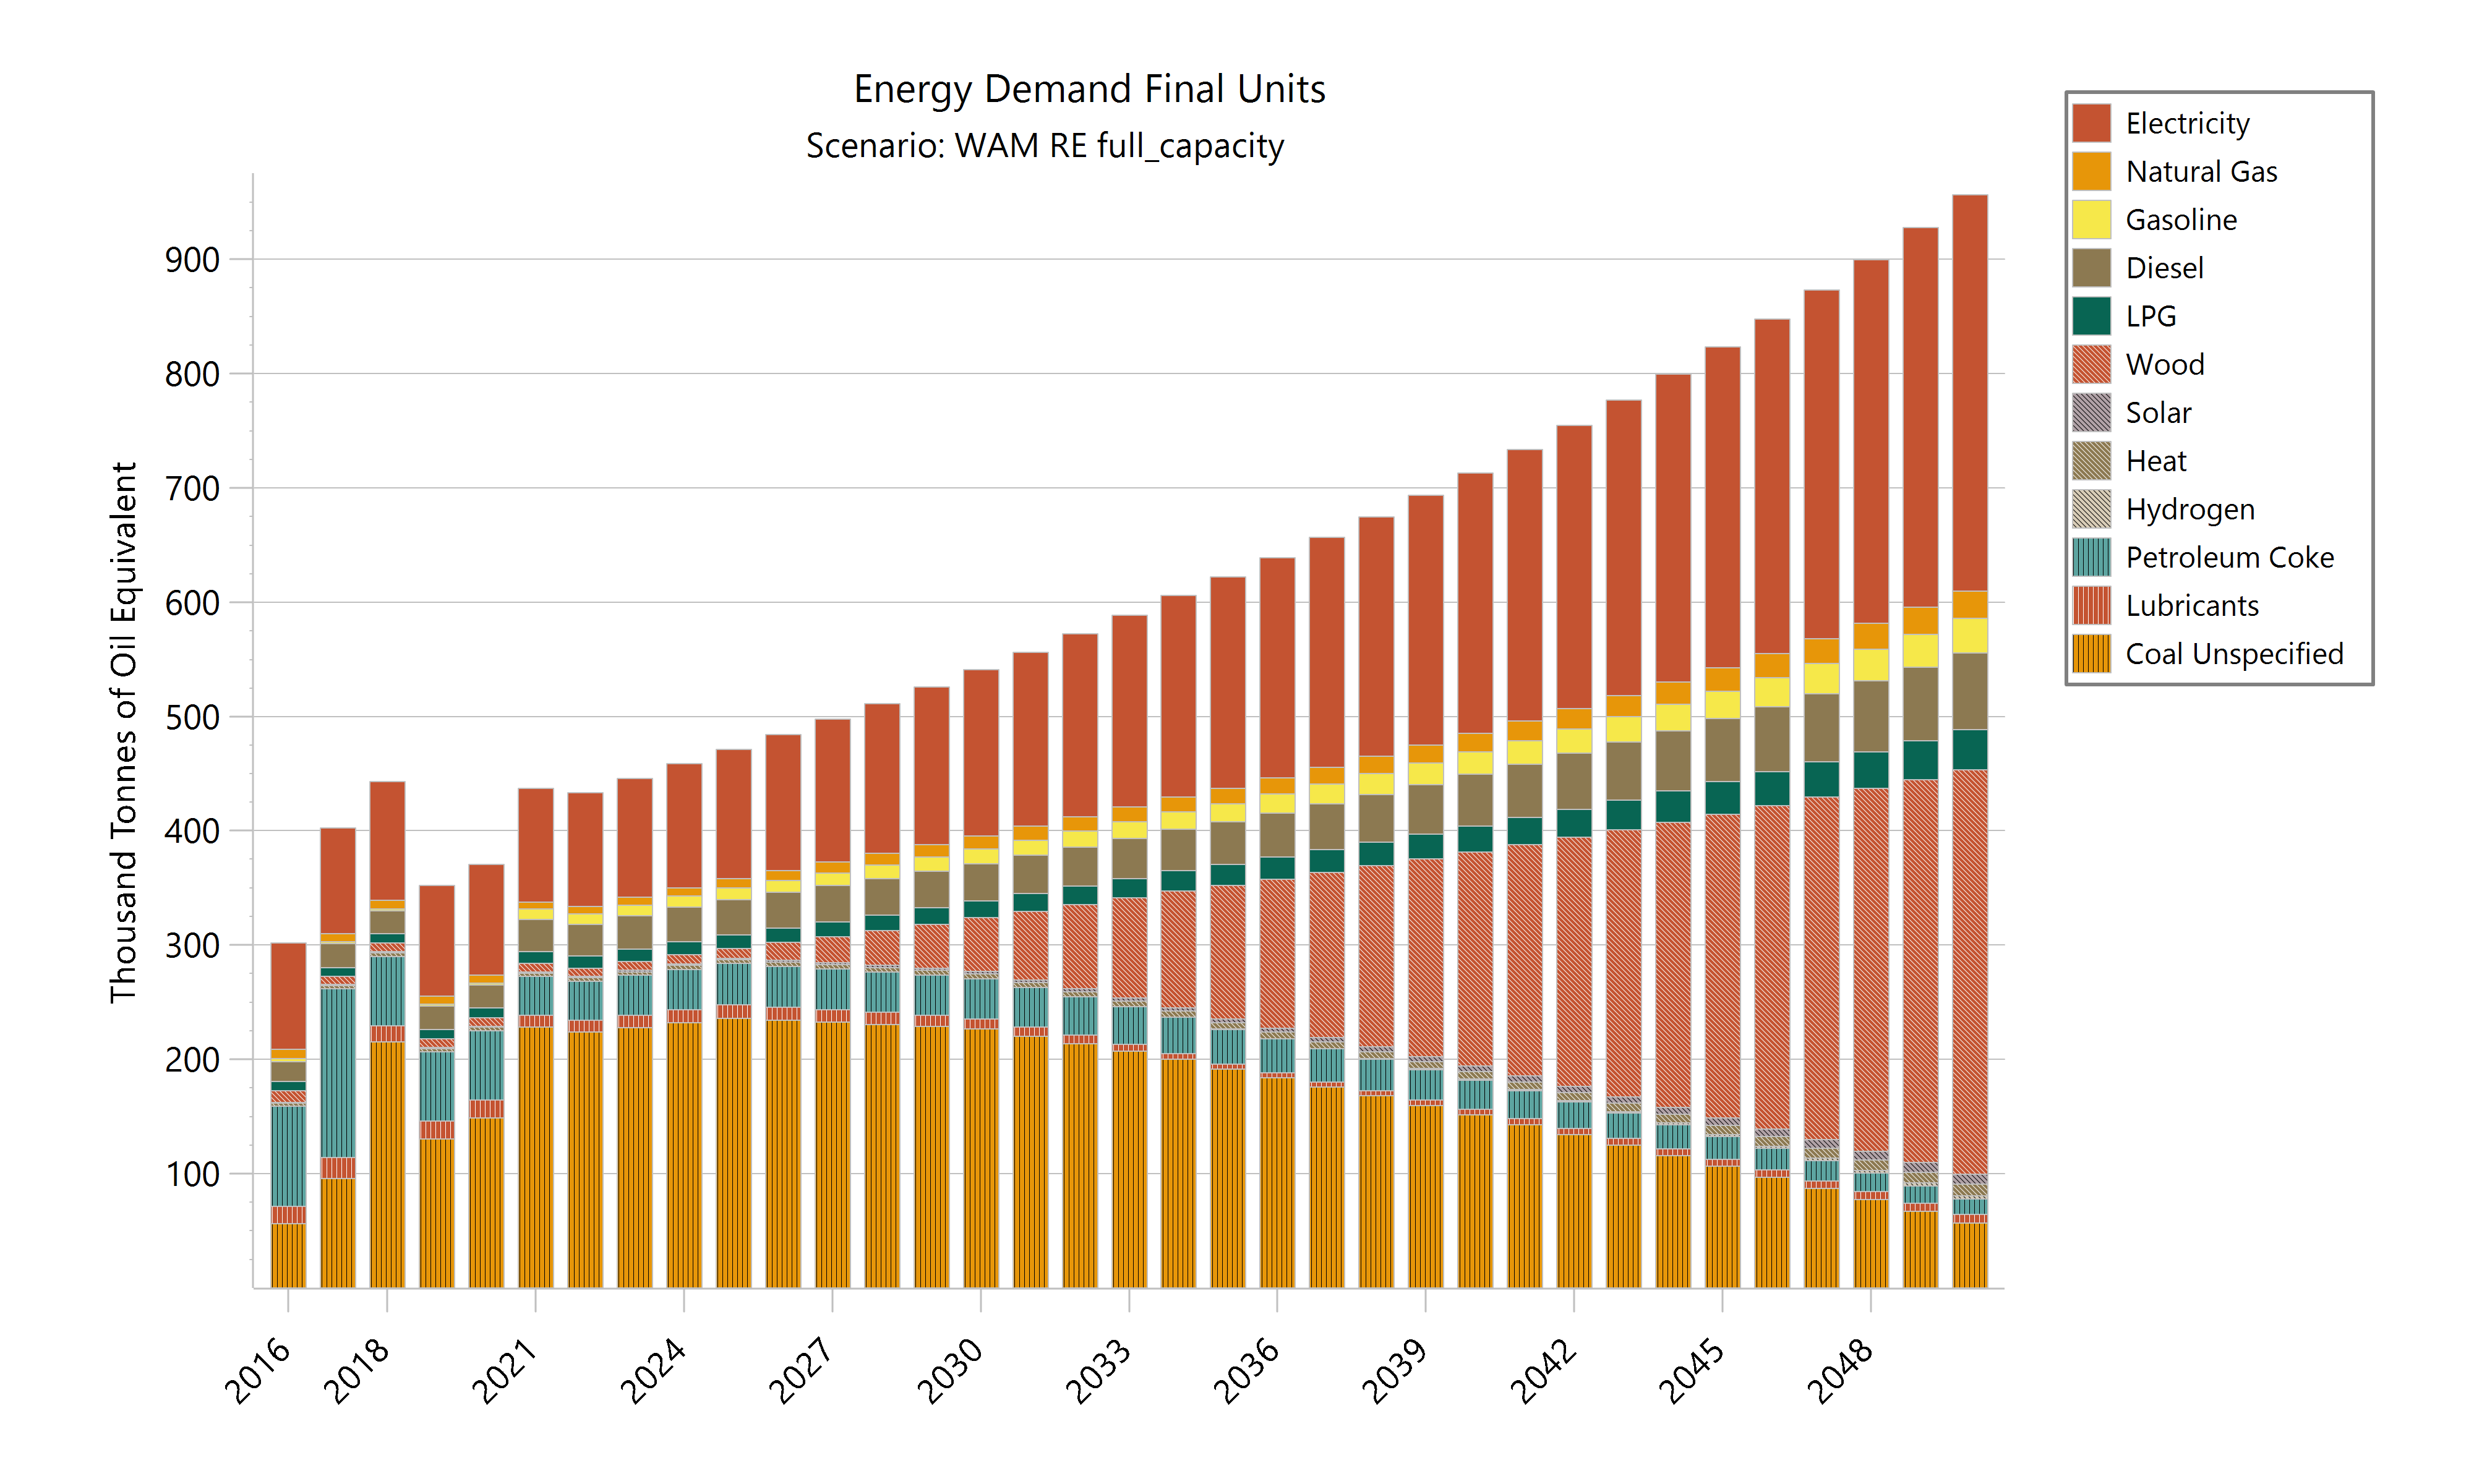 Energy Demand Final Units
Scenario: WAM RE full_capacity
Thousand Tonnes of Oil Equivalent
900
800
700
600
500
400
300
200
100
2016
2018
2021
2024
2027
2030
2033
2036
2039
2042
2045
2048
Electricity
Natural Gas
Gasoline
Diesel
LPG
Wood
Solar
Heat
Hydrogen
Petroleum Coke
Lubricants
Coal Unspecified